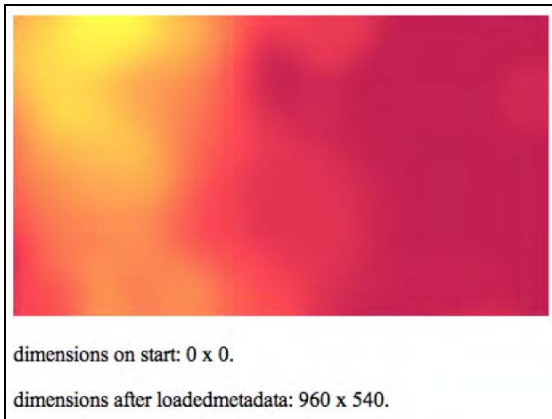 dimensions on start: 0 x 0.
dimensions after loadedmetadata: 960 x 540.